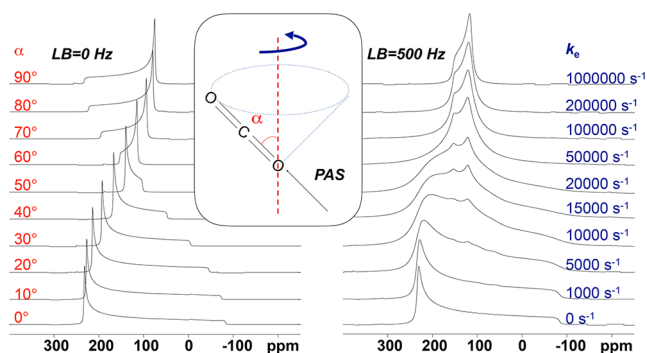 α
LB=0 Hz
90°
80°
70°
60°
50°
40°
30°
20°
10°
0°
300 200 100 0 -100 ppm
O
C
α
O
PAS
LB=500 Hz
kₑ
1000000 s⁻¹
200000 s⁻¹
100000 s⁻¹
50000 s⁻¹
20000 s⁻¹
15000 s⁻¹
10000 s⁻¹
5000 s⁻¹
1000 s⁻¹
0 s⁻¹
300 200 100 0 -100 ppm